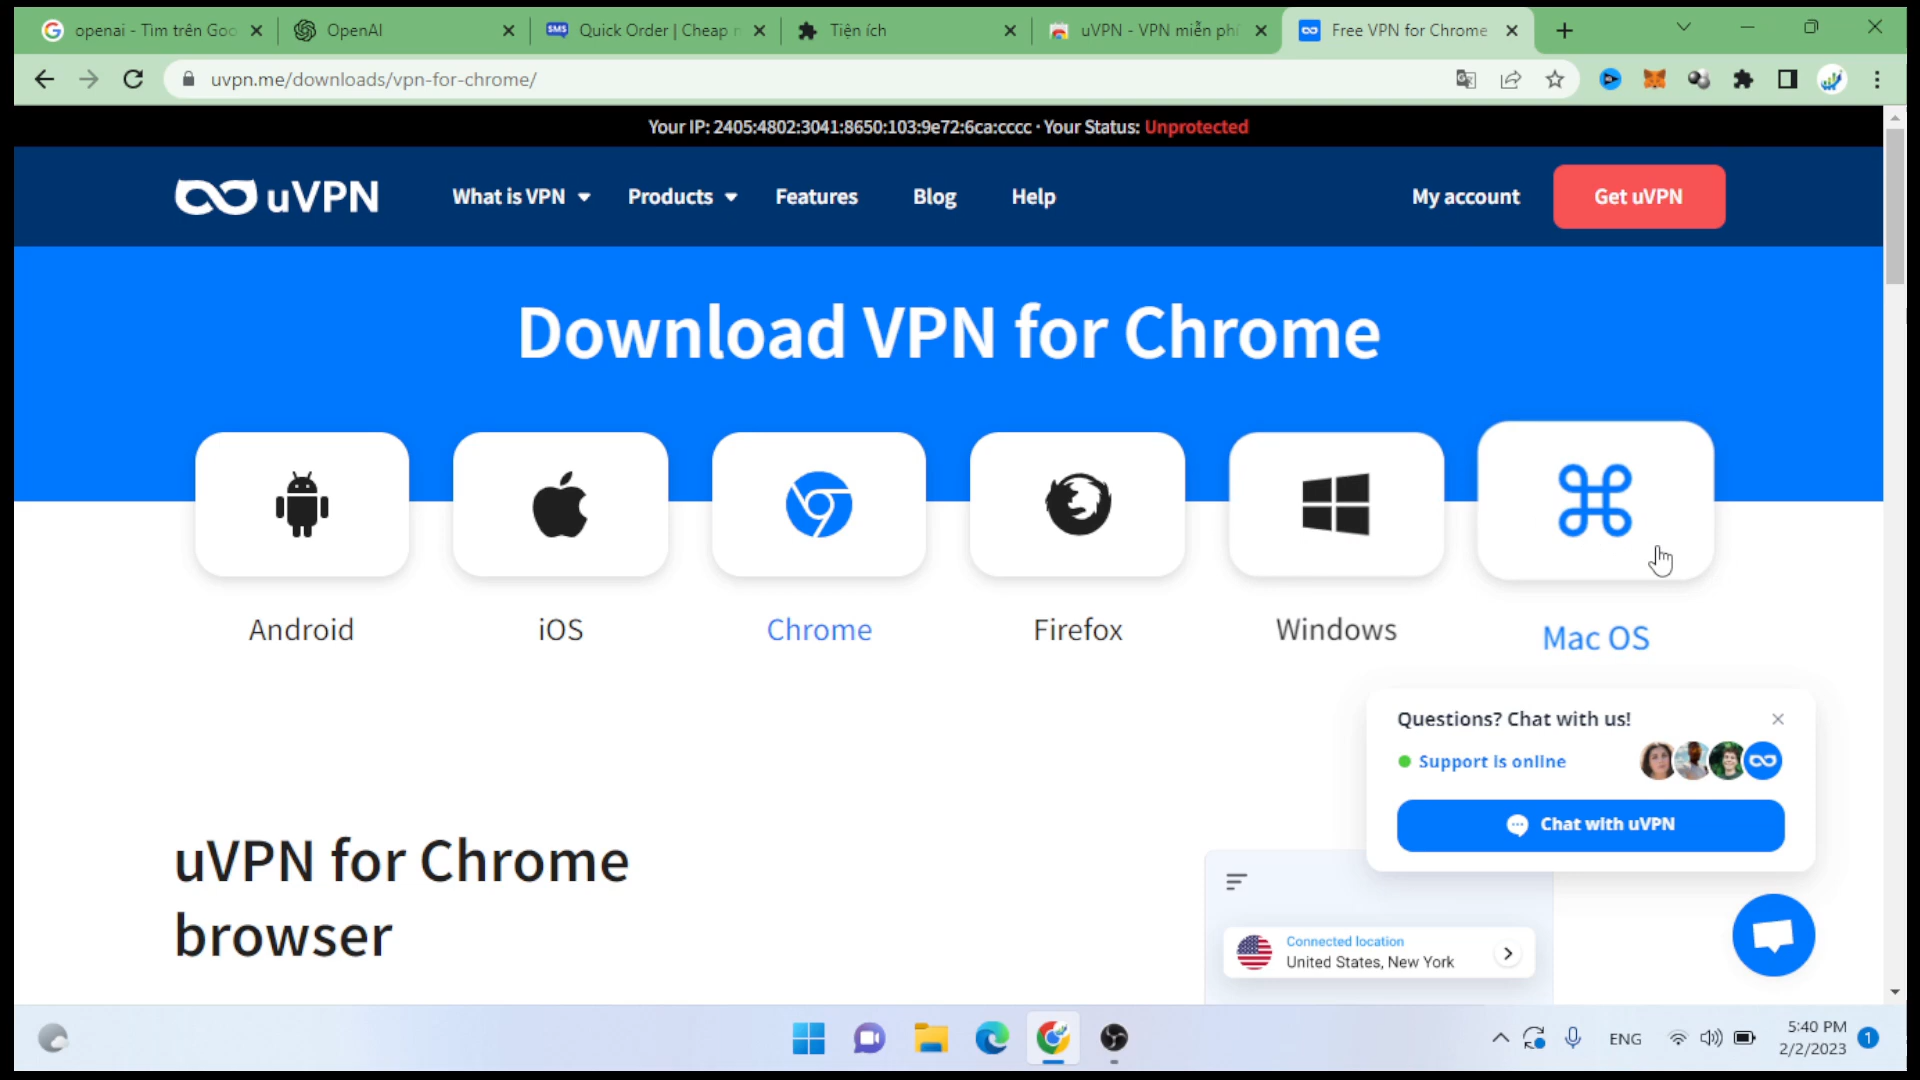 openai - Tìm trên Goo
OpenAI
SMS
Quick Order | Cheap
Tiện ích
uVPN - VPN miễn phí
Free VPN for Chrome
uvpn.me/downloads/vpn-for-chrome/
Your IP: 2405:4802:3041:8650:103:9e72:6ca:cccc · Your Status: Unprotected
uVPN
What is VPN
Products
Features
Blog
Help
My account
Get uVPN
Download VPN for Chrome
Android
iOS
Chrome
Firefox
Windows
Mac OS
Questions? Chat with us!
Support is online
Chat with uVPN
uVPN for Chrome
browser
Connected location
United States, New York
ENG
5:40 PM
2/2/2023
1